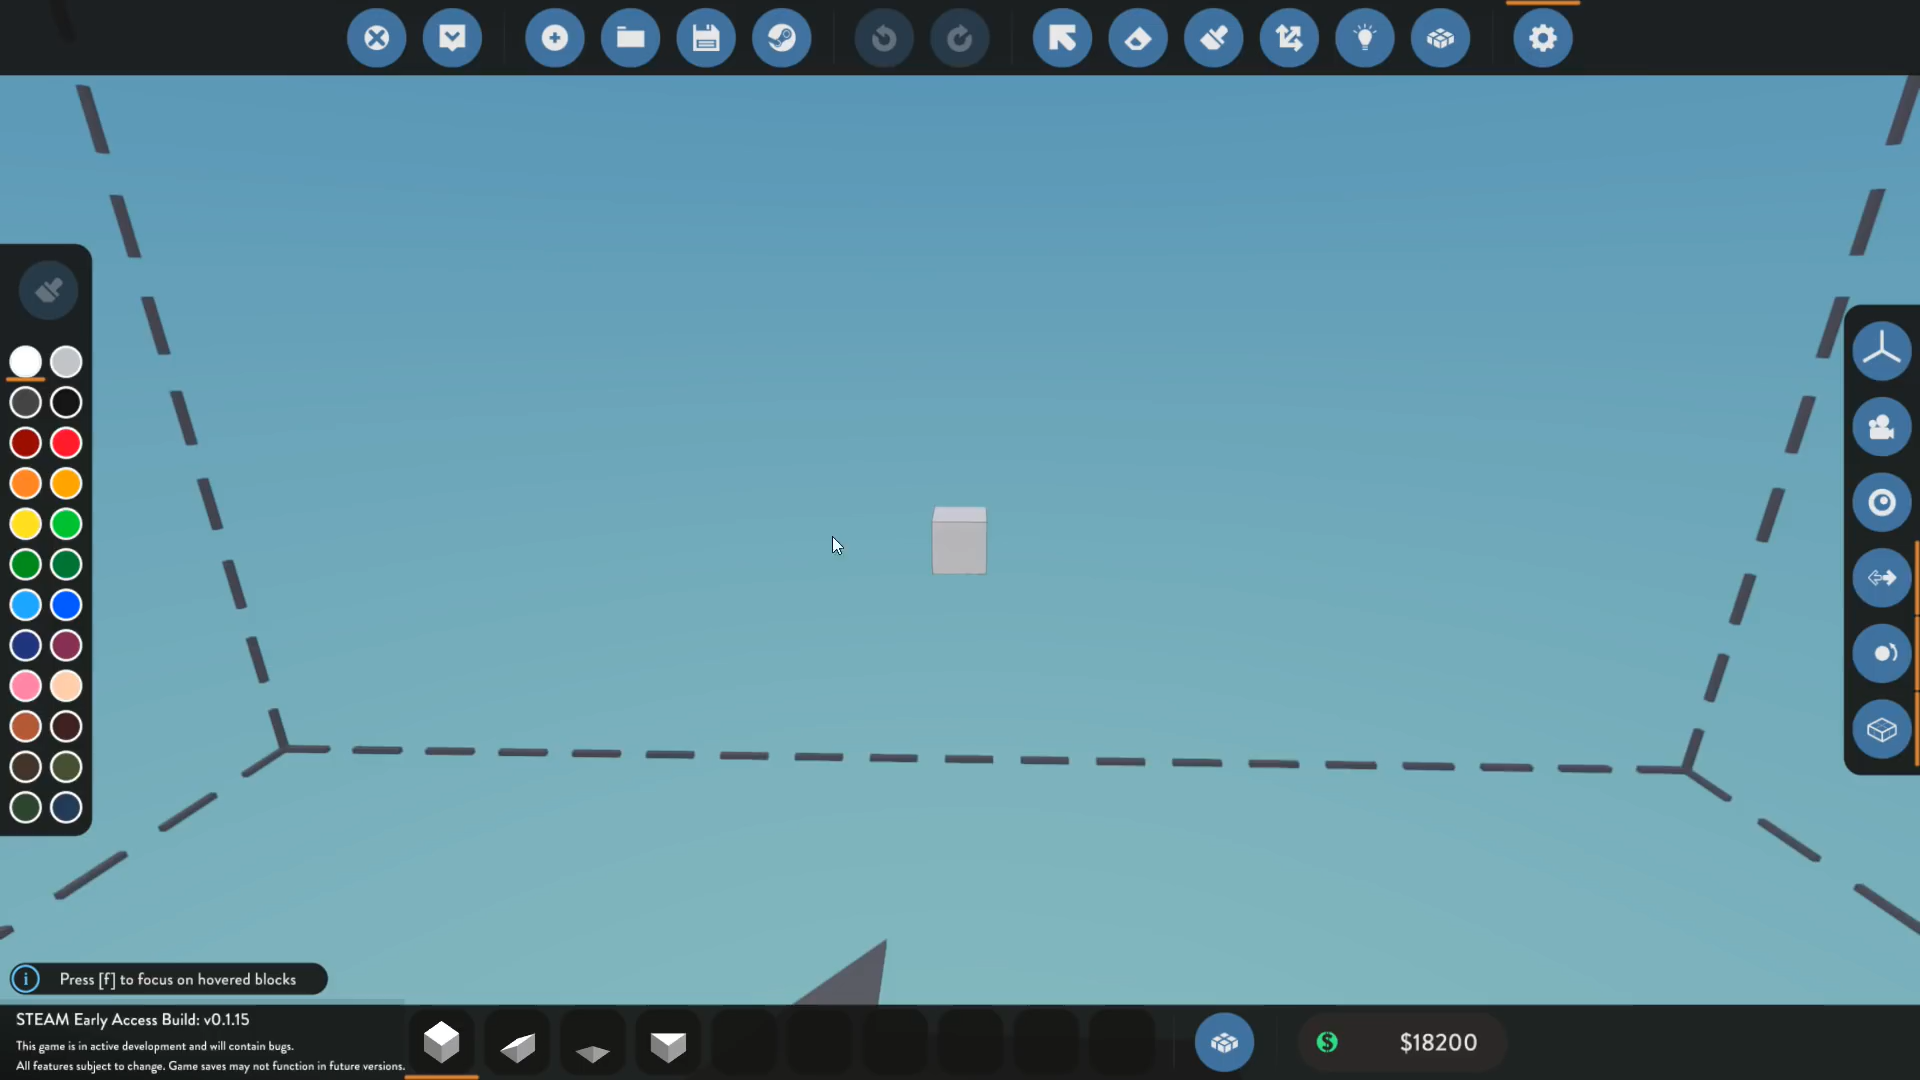 Press [f] to focus on hovered blocks
STEAM Early Access Build: v0.1.15
This game is in active development and will contain bugs.
All features subject to change. Game saves may not function in future versions.
$18200